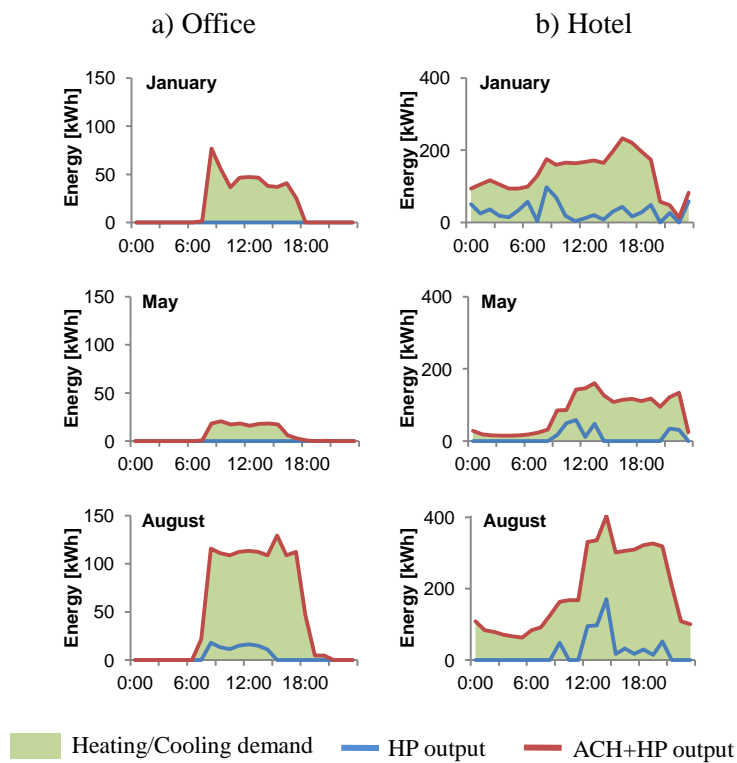 a) Office
b) Hotel
January
Energy [kWh]
150
100
50
0
0:00 6:00 12:00 18:00
January
Energy [kWh]
400
200
0
0:00 6:00 12:00 18:00
May
Energy [kWh]
150
100
50
0
0:00 6:00 12:00 18:00
May
Energy [kWh]
400
200
0
0:00 6:00 12:00 18:00
August
Energy [kWh]
150
100
50
0
0:00 6:00 12:00 18:00
August
Energy [kWh]
400
200
0
0:00 6:00 12:00 18:00
Heating/Cooling demand
HP output
ACH+HP output